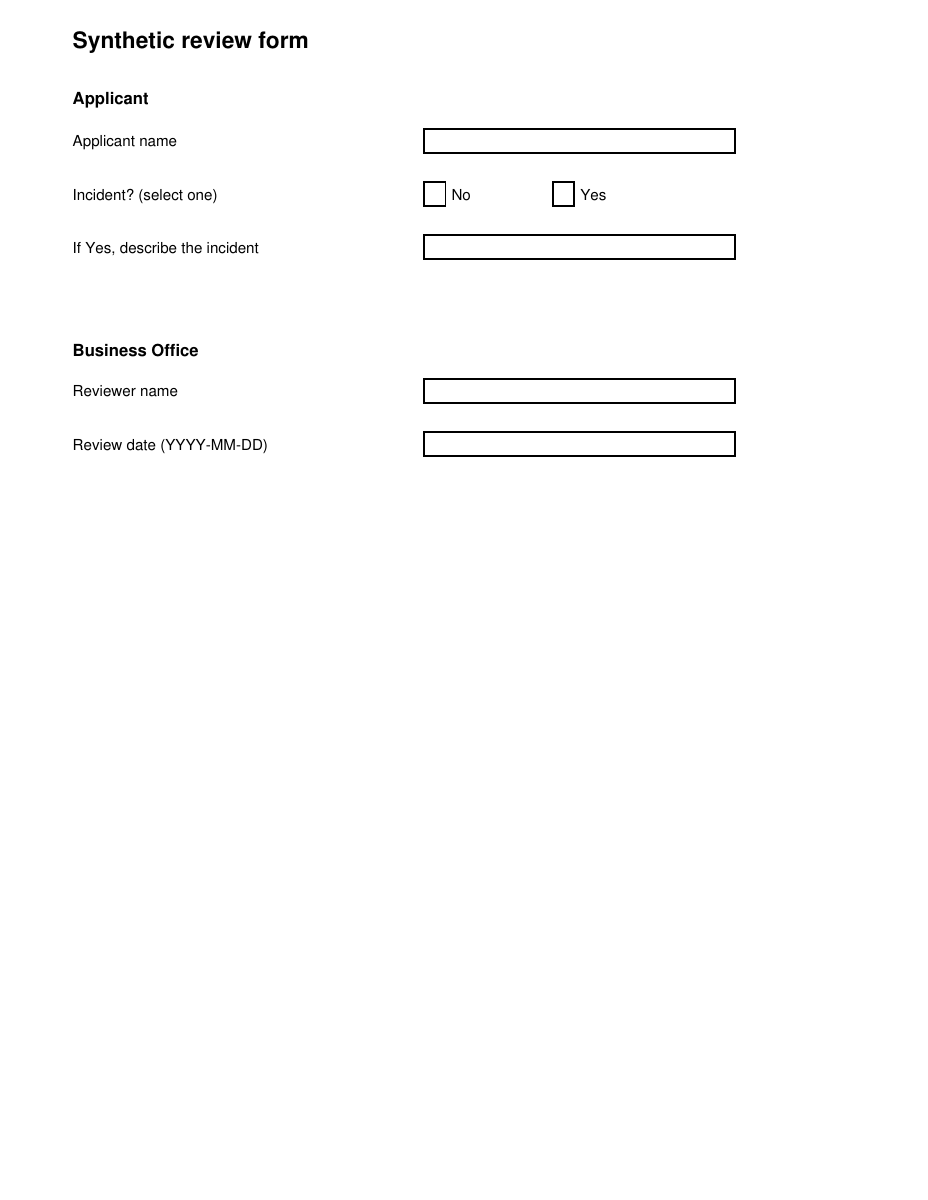 Synthetic review form
Applicant
Applicant name
Incident? (select one) No Yes
If Yes, describe the incident
Business Office
Reviewer name
Review date (YYYY-MM-DD)